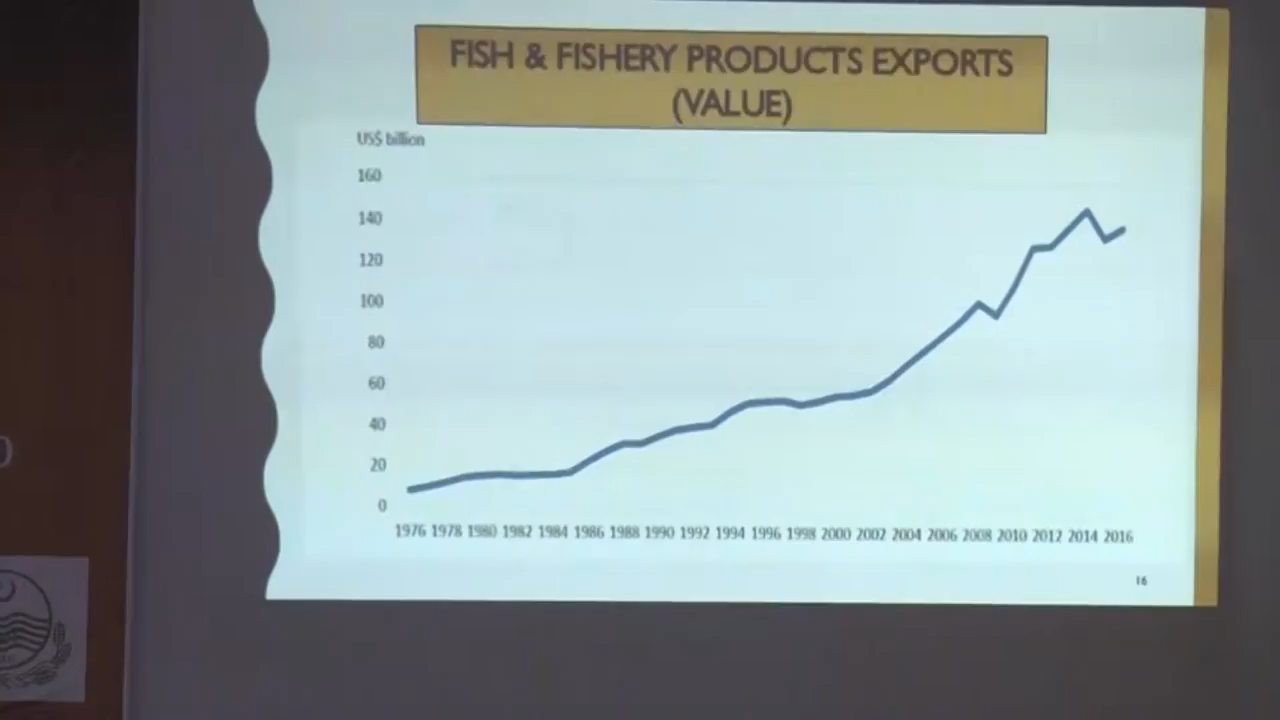 FISH & FISHERY PRODUCTS EXPORTS
(VALUE)
US$ billion
160
140
120
100
80
60
40
20
0
1976 1978 1980 1982 1984 1986 1988 1990 1992 1994 1996 1998 2000 2002 2004 2006 2008 2010 2012 2014 2016
16